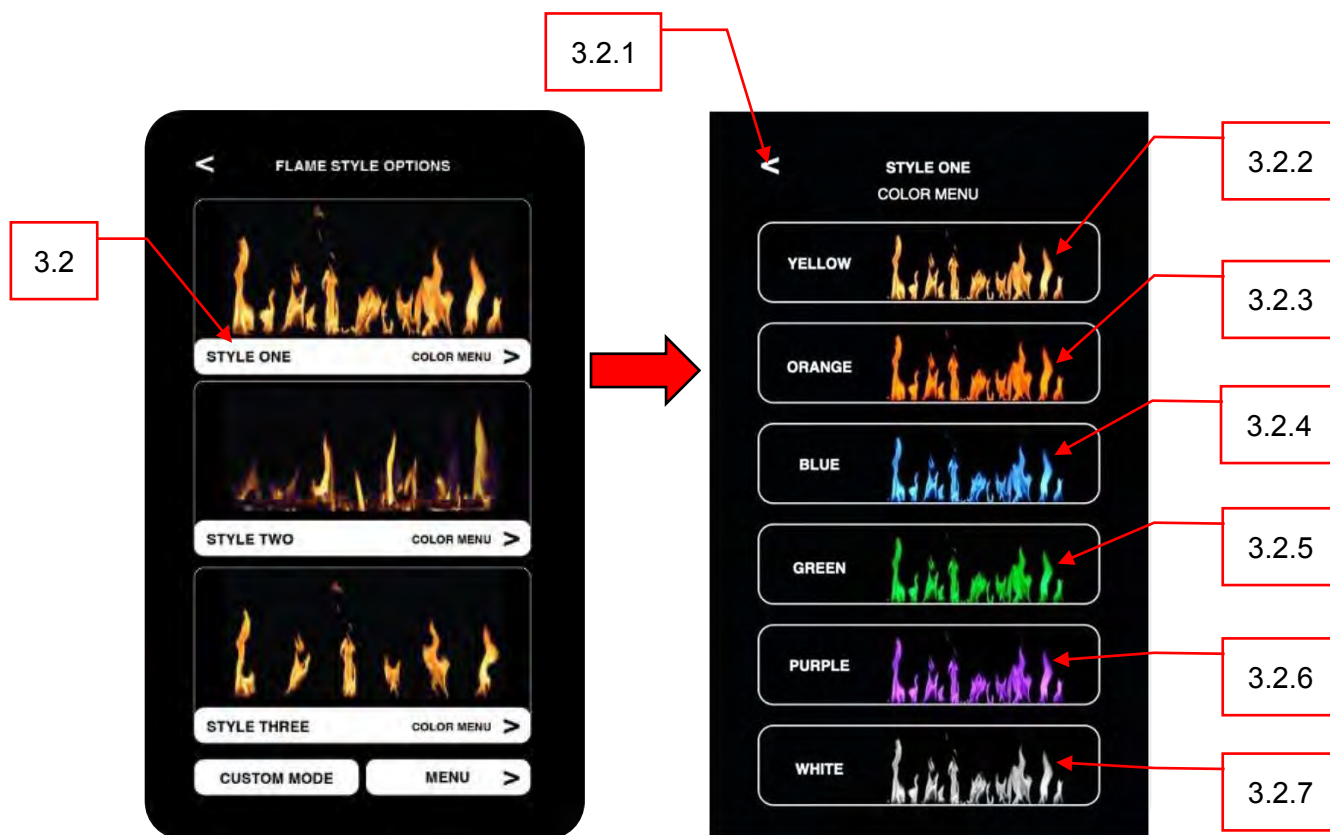 3.2.1
< FLAME STYLE OPTIONS
3.2
STYLE ONE COLOR MENU >
STYLE TWO COLOR MENU >
STYLE THREE COLOR MENU >
CUSTOM MODE MENU >
< STYLE ONE
COLOR MENU
YELLOW
3.2.2
ORANGE
3.2.3
BLUE
3.2.4
GREEN
3.2.5
PURPLE
3.2.6
WHITE
3.2.7